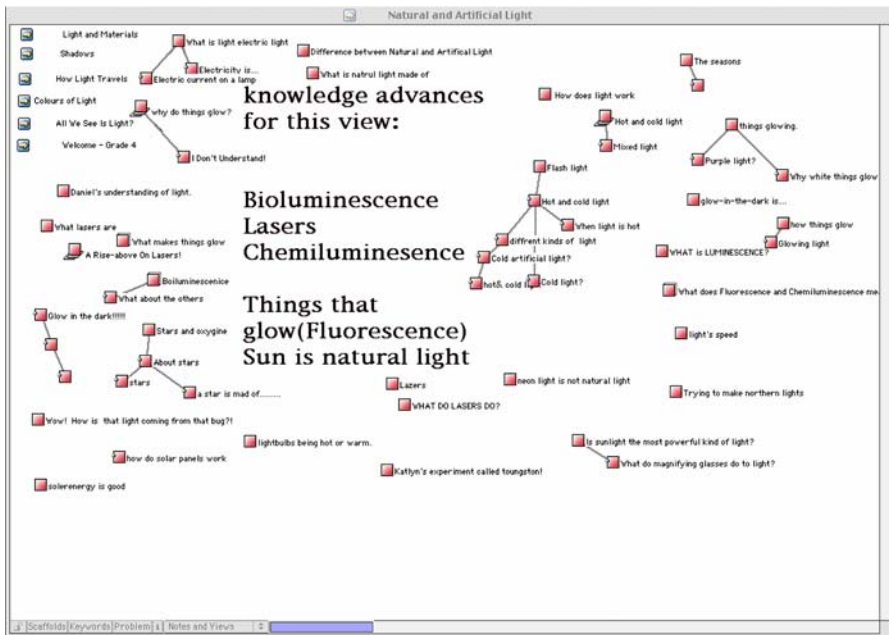 Natural and Artificial Light
Light and Materials
Shadows
How Light Travels
Colours of Light
All We See Is Light?
Welcome - Grade 4
What is light electric light
Electricity is...
Electric current on a lamp
Difference between Natural and Artifical Light
What is natrul light made of
why do things glow?
I Don't Understand!
knowledge advances
for this view:
Bioluminescence
Lasers
Chemiluminesence
Things that
glow(Fluorescence)
Sun is natural light
The seasons
How does light work
Hot and cold light
Mixed light
things glowing.
Purple light?
Why white things glow
Flash light
Hot and cold light
When light is hot
diffrent kinds of light
Cold artificial light?
hot& cold li
Cold light?
glow-in-the-dark is...
how things glow
Glowing light
WHAT is LUMINESCENCE?
What does Fluorescence and Chemiluminescence me
light's speed
Daniel's understanding of light.
What lasers are
What makes things glow
A Rise-above On Lasers!
Boiluminescenice
What about the others
Glow in the dark!!!!!!
Stars and oxygine
About stars
stars
a star is mad of.........
Lazers
WHAT DO LASERS DO?
neon light is not natural light
Trying to make northern lights
Wow! How is that light coming from that bug?!
how do solar panels work
solerenergy is good
lightbulbs being hot or warm.
Katlyn's experiment called toungston!
Is sunlight the most powerful kind of light?
What do magnifying glasses do to light?
Scaffolds Keywords Problem i Notes and Views